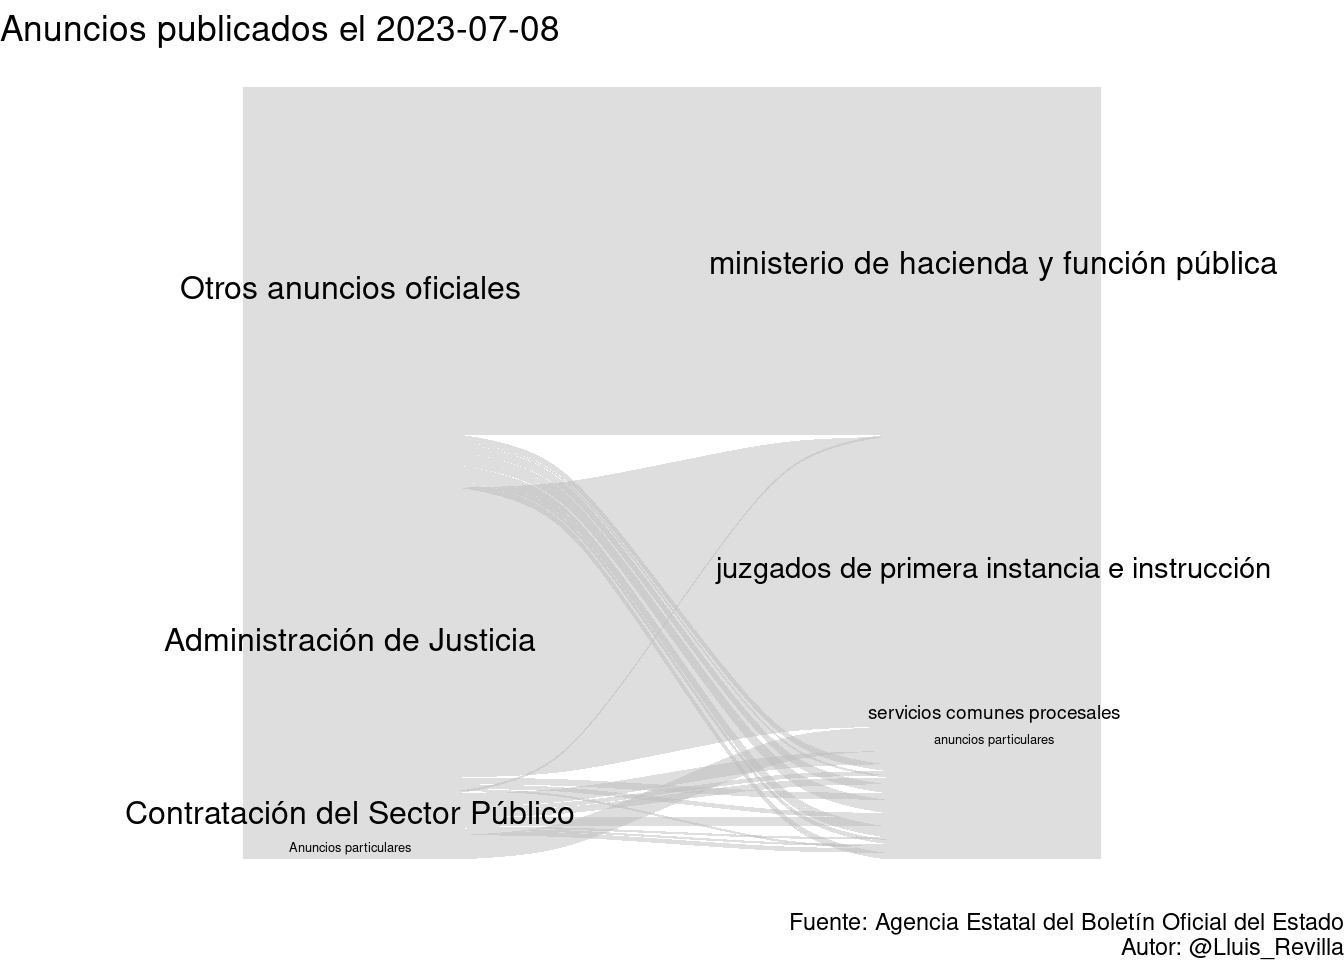 Anuncios publicados el 2023-07-08
Otros anuncios oficiales
ministerio de hacienda y función pública
juzgados de primera instancia e instrucción
Administración de Justicia
servicios comunes procesales
anuncios particulares
Contratación del Sector Público
Anuncios particulares
Fuente: Agencia Estatal del Boletín Oficial del Estado
Autor: @Lluis_Revilla